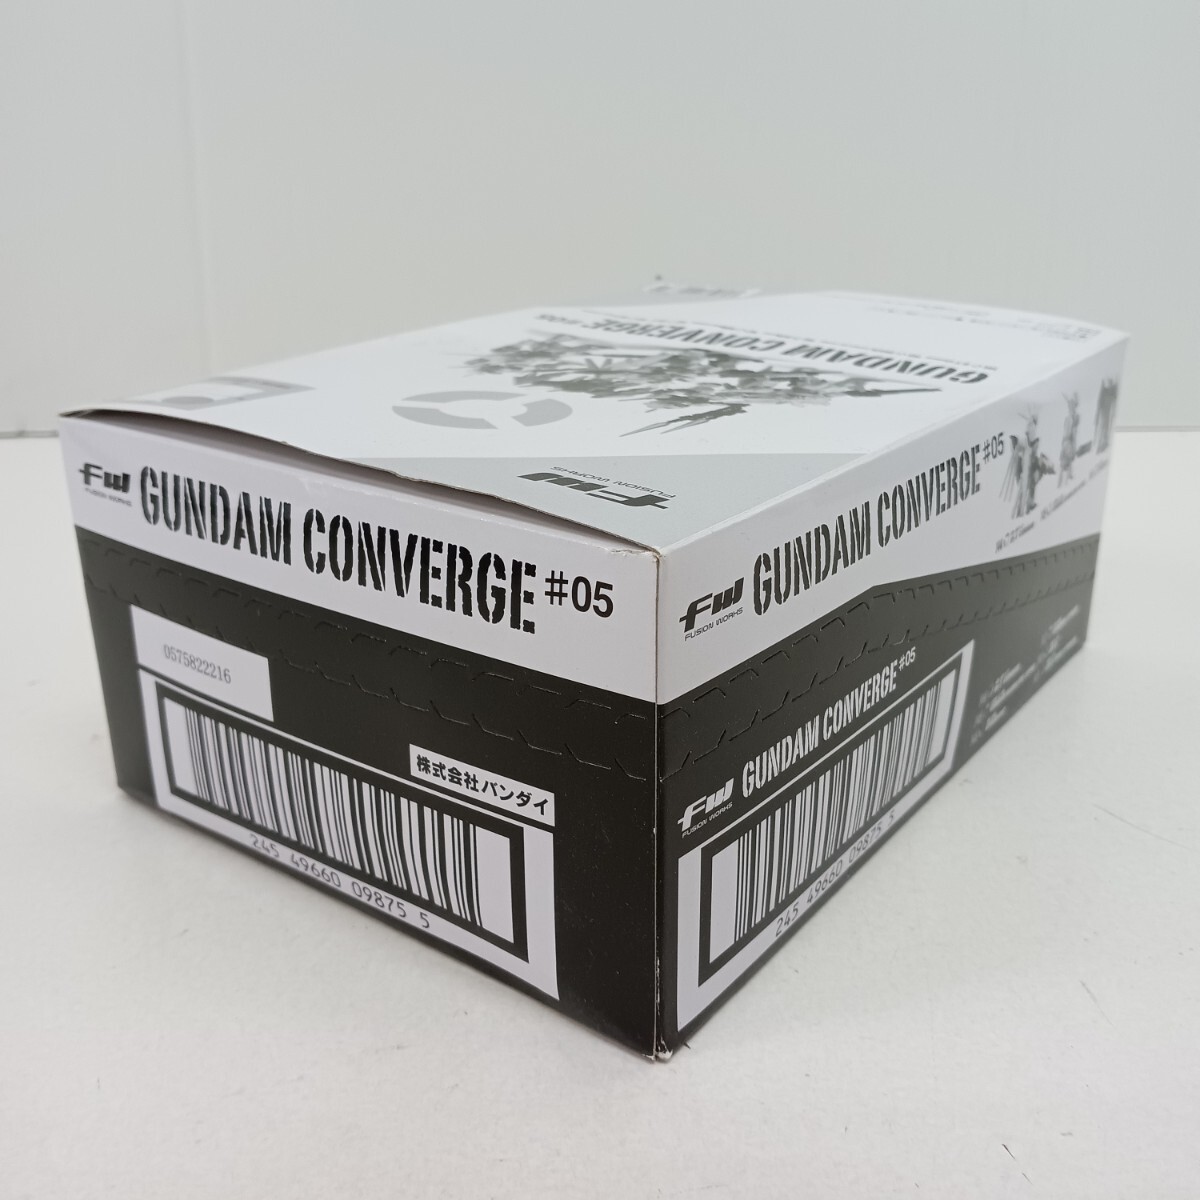 GUNDAM CONVERGE #05
FW
FUSION WORKS
FW
FUSION WORKS
GUNDAM CONVERGE #05
0575822216
株式会社バンダイ
245 49660 09875 5
FW
FUSION WORKS
GUNDAM CONVERGE #05
FW
FUSION WORKS
GUNDAM CONVERGE #05
245 49660 09875 5